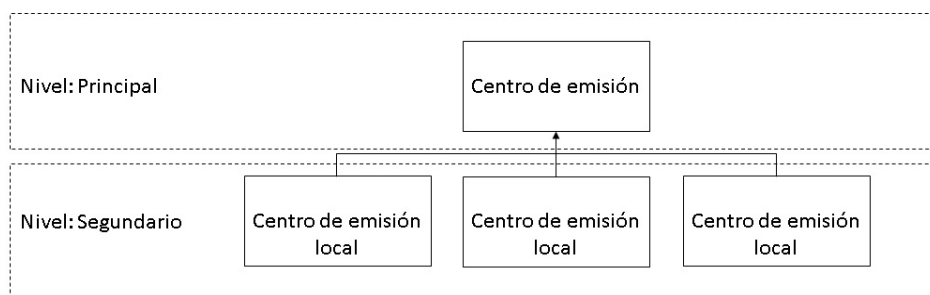 Nivel: Principal
Centro de emisión
Nivel: Segundario
Centro de emisión
local
Centro de emisión
local
Centro de emisión
local